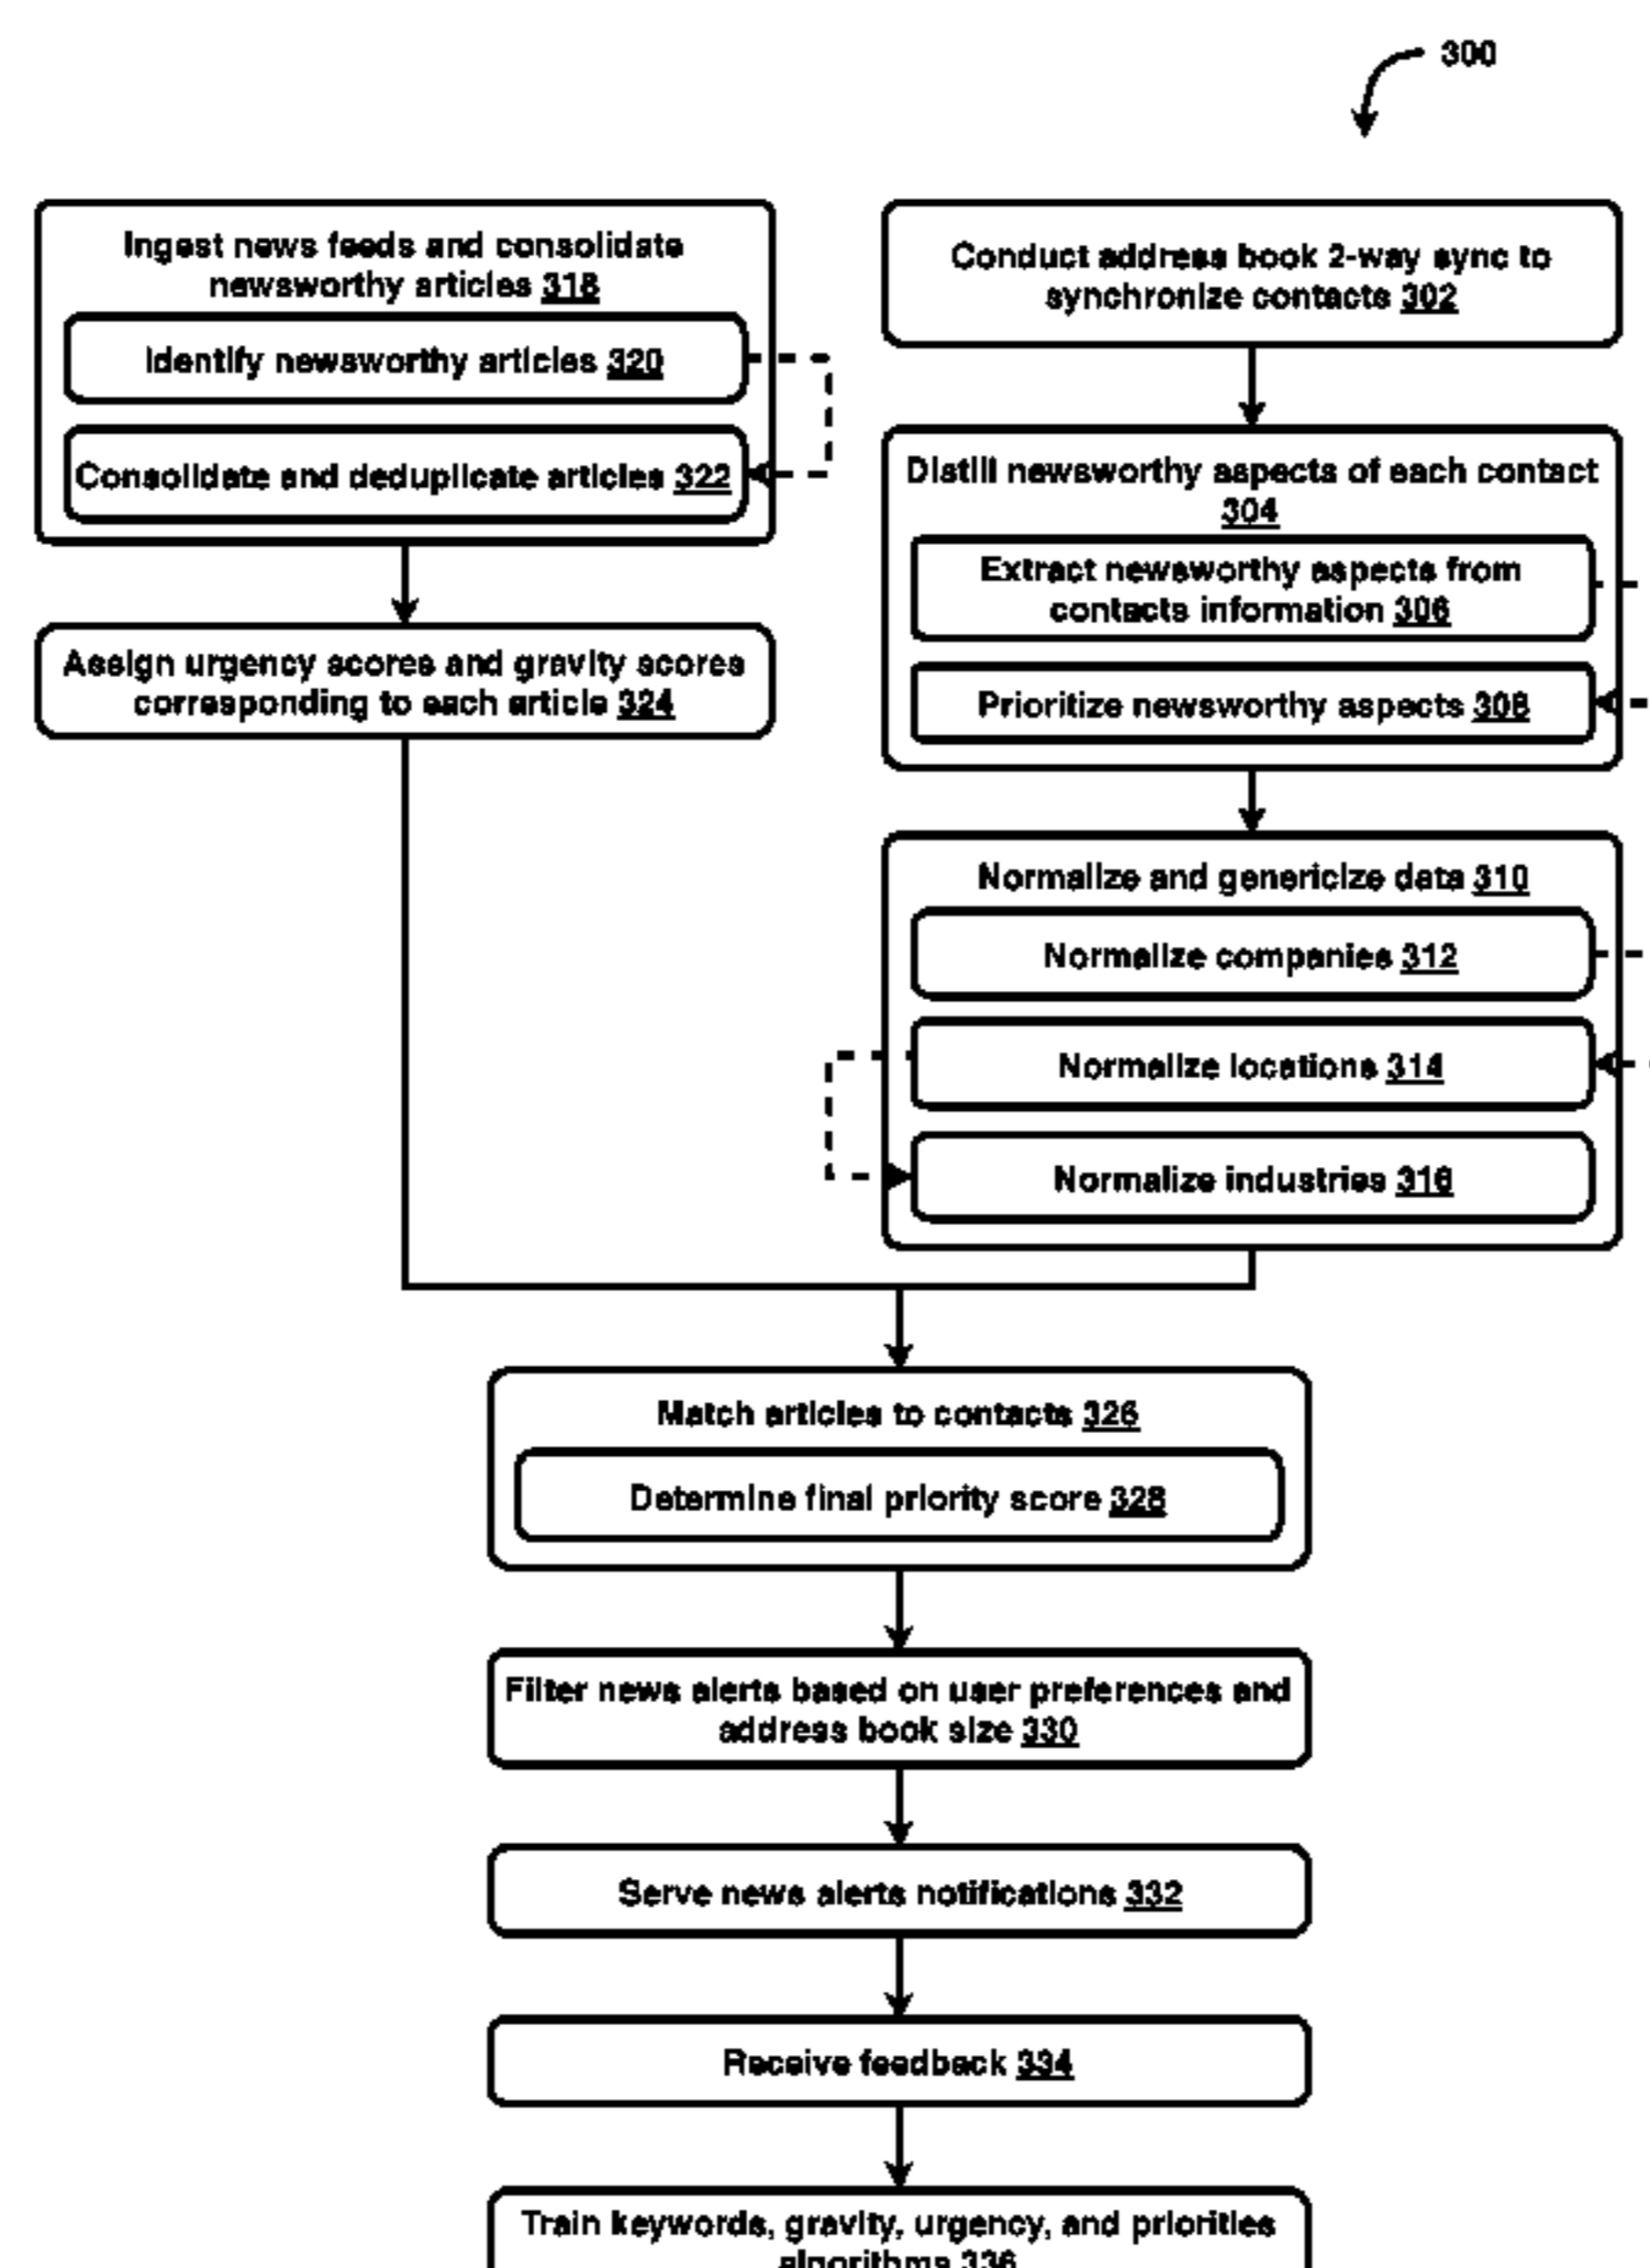 300
Ingest news feeds and consolidate
newsworthy articles 318
Identify newsworthy articles 320
Consolidate and deduplicate articles 322
Assign urgency scores and gravity scores
corresponding to each article 324
Conduct address book 2-way sync to
synchronize contacts 302
Distill newsworthy aspects of each contact
304
Extract newsworthy aspects from
contacts information 306
Prioritize newsworthy aspects 308
Normalize and genericize data 310
Normalize companies 312
Normalize locations 314
Normalize industries 316
Match articles to contacts 326
Determine final priority score 328
Filter news alerts based on user preferences and
address book size 330
Serve news alerts notifications 332
Receive feedback 334
Train keywords, gravity, urgency, and priorities
algorithms 336